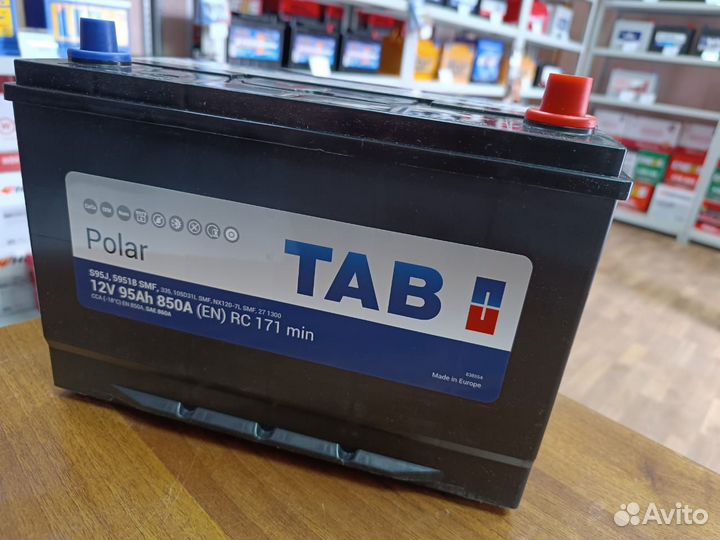 Polar
TAB
S95J, 59518 SMF, 335, 105D31L SMF, NX120-7L SMF, 27 1300
12V 95Ah 850A (EN) RC 171 min
CCA (-18°C) EN 850A, SAE 860A
Made in Europe
Avito